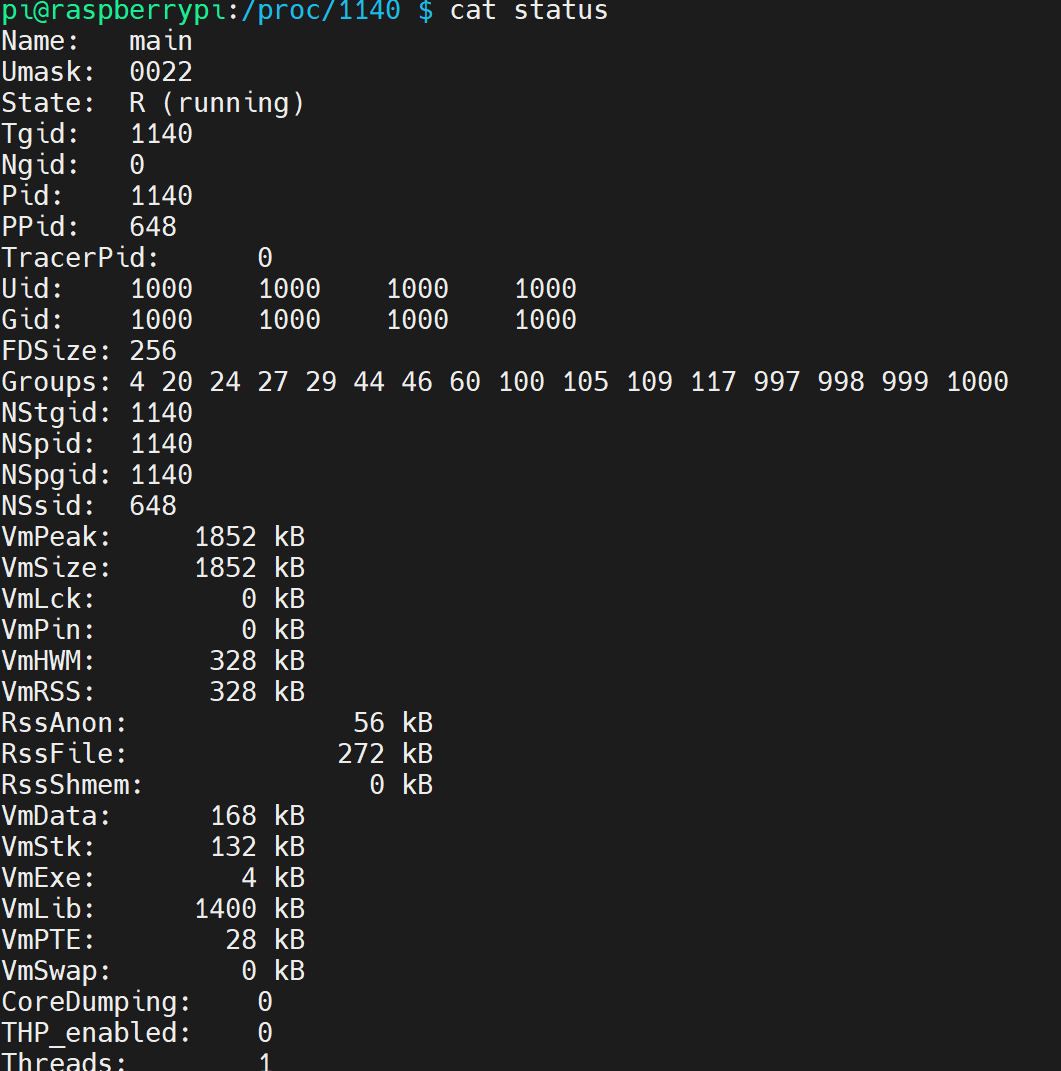 pi@raspberrypi:/proc/1140 $ cat status
Name:   main
Umask:  0022
State:  R (running)
Tgid:   1140
Ngid:   0
Pid:    1140
PPid:   648
TracerPid:      0
Uid:    1000    1000    1000    1000
Gid:    1000    1000    1000    1000
FDSize: 256
Groups: 4 20 24 27 29 44 46 60 100 105 109 117 997 998 999 1000
NStgid: 1140
NSpid:  1140
NSpgid: 1140
NSsid:  648
VmPeak:     1852 kB
VmSize:     1852 kB
VmLck:         0 kB
VmPin:         0 kB
VmHWM:       328 kB
VmRSS:       328 kB
RssAnon:              56 kB
RssFile:             272 kB
RssShmem:              0 kB
VmData:      168 kB
VmStk:       132 kB
VmExe:         4 kB
VmLib:      1400 kB
VmPTE:        28 kB
VmSwap:        0 kB
CoreDumping:    0
THP_enabled:    0
Threads:        1